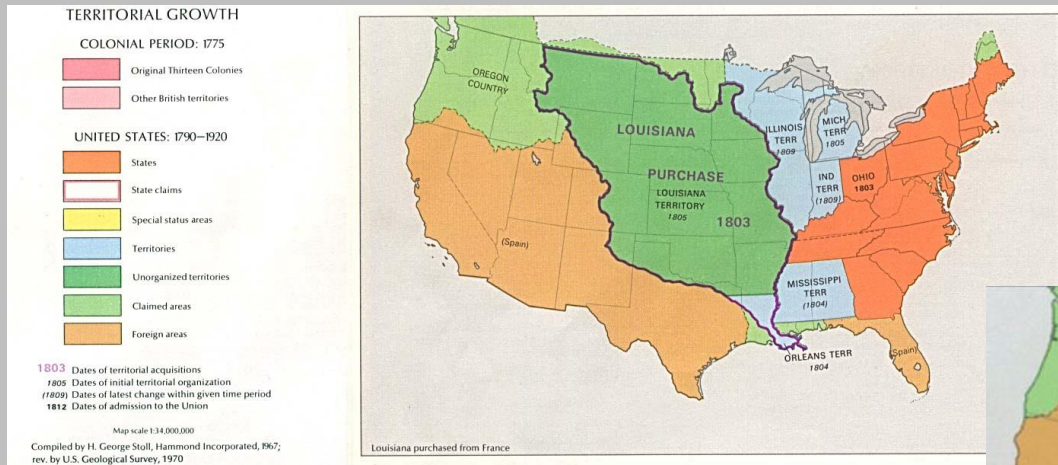 TERRITORIAL GROWTH
COLONIAL PERIOD: 1775
Original Thirteen Colonies
Other British territories
UNITED STATES: 1790–1920
States
State claims
Special status areas
Territories
Unorganized territories
Claimed areas
Foreign areas
1803 Dates of territorial acquisitions
1805 Dates of initial territorial organization
(1809) Dates of latest change within given time period
1812 Dates of admission to the Union
Map scale 1:34,000,000
Compiled by H. George Stoll, Hammond Incorporated, 1967;
rev. by U.S. Geological Survey, 1970
OREGON
COUNTRY
LOUISIANA
PURCHASE
LOUISIANA
TERRITORY
1805
1803
(Spain)
ILLINOIS
TERR
1809
MICH
TERR
1805
IND
TERR
(1809)
OHIO
1803
MISSISSIPPI
TERR
(1804)
ORLEANS TERR
1804
(Spain)
Louisiana purchased from France